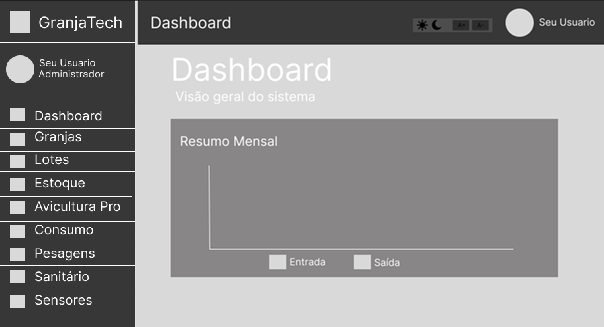 GranjaTech
Seu Usuario
Administrador
Dashboard
Granjas
Lotes
Estoque
Avicultura Pro
Consumo
Pesagens
Sanitário
Sensores
Dashboard
Seu Usuario
Dashboard
Visão geral do sistema
Resumo Mensal
Entrada
Saída